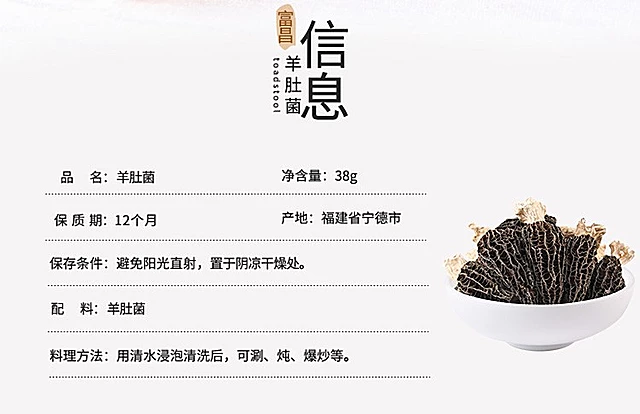 富昌
信息
羊肚菌
toadstool
品 名：羊肚菌
净含量：38g
保 质 期：12个月
产地：福建省宁德市
保存条件：避免阳光直射，置于阴凉干燥处。
配 料：羊肚菌
料理方法：用清水浸泡清洗后，可涮、炖、爆炒等。